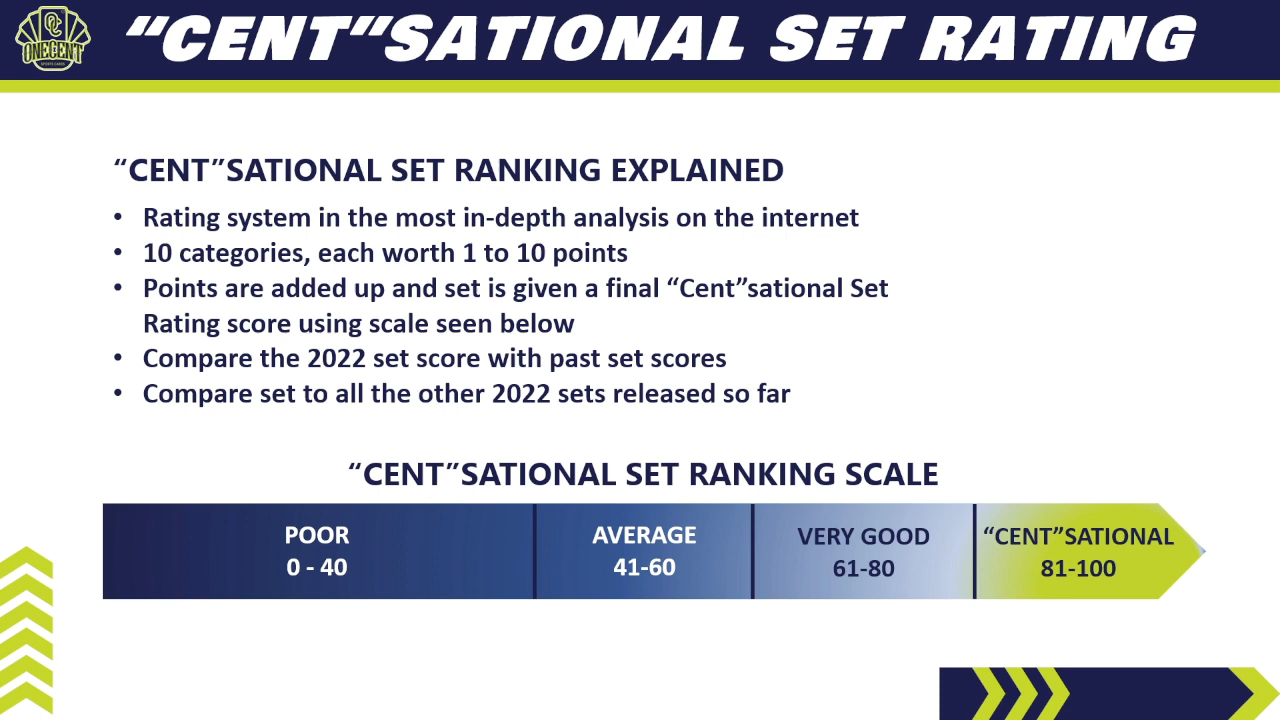 “CENT”SATIONAL SET RATING
OC
ONECENT
SPORTS CARDS
“CENT”SATIONAL SET RANKING EXPLAINED
• Rating system in the most in-depth analysis on the internet
• 10 categories, each worth 1 to 10 points
• Points are added up and set is given a final “Cent”sational Set
Rating score using scale seen below
• Compare the 2022 set score with past set scores
• Compare set to all the other 2022 sets released so far
“CENT”SATIONAL SET RANKING SCALE
POOR
0 - 40
AVERAGE
41-60
VERY GOOD
61-80
“CENT”SATIONAL
81-100